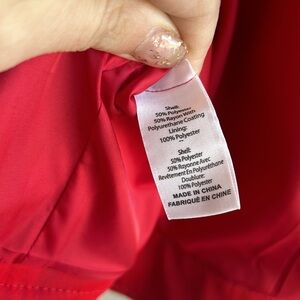 Shell:
50% Polyester
50% Rayon With
Polyurethane Coating
Lining:
100% Polyester
Shell:
50% Polyester
50% Rayonne Avec
Revêtement En Polyuréthane
Doublure:
100% Polyester
MADE IN CHINA
FABRIQUÉ EN CHINE